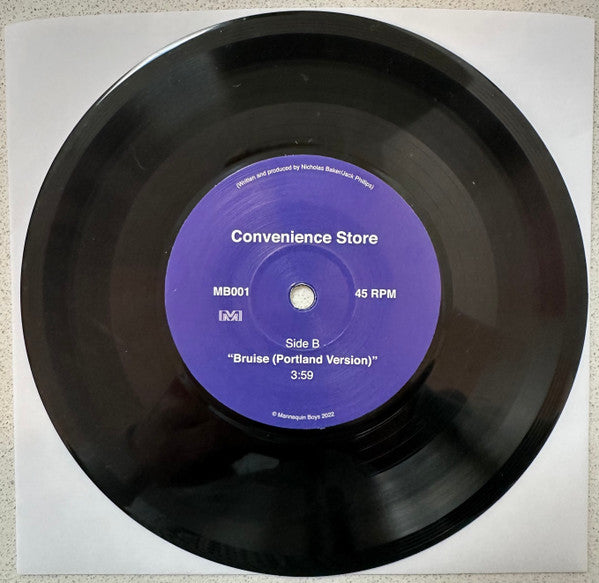 (Written and produced by Nicholas Baker/Jack Phillips)
Convenience Store
MB001
45 RPM
M
Side B
“Bruise (Portland Version)”
3:59
© Mannequin Boys 2022